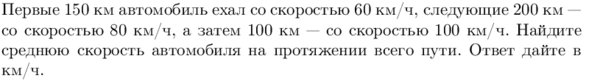 Первые 150 км автомобиль ехал со скоростью 60 км/ч, следующие 200 км —
со скоростью 80 км/ч, а затем 100 км — со скоростью 100 км/ч. Найдите
среднюю скорость автомобиля на протяжении всего пути. Ответ дайте в
км/ч.